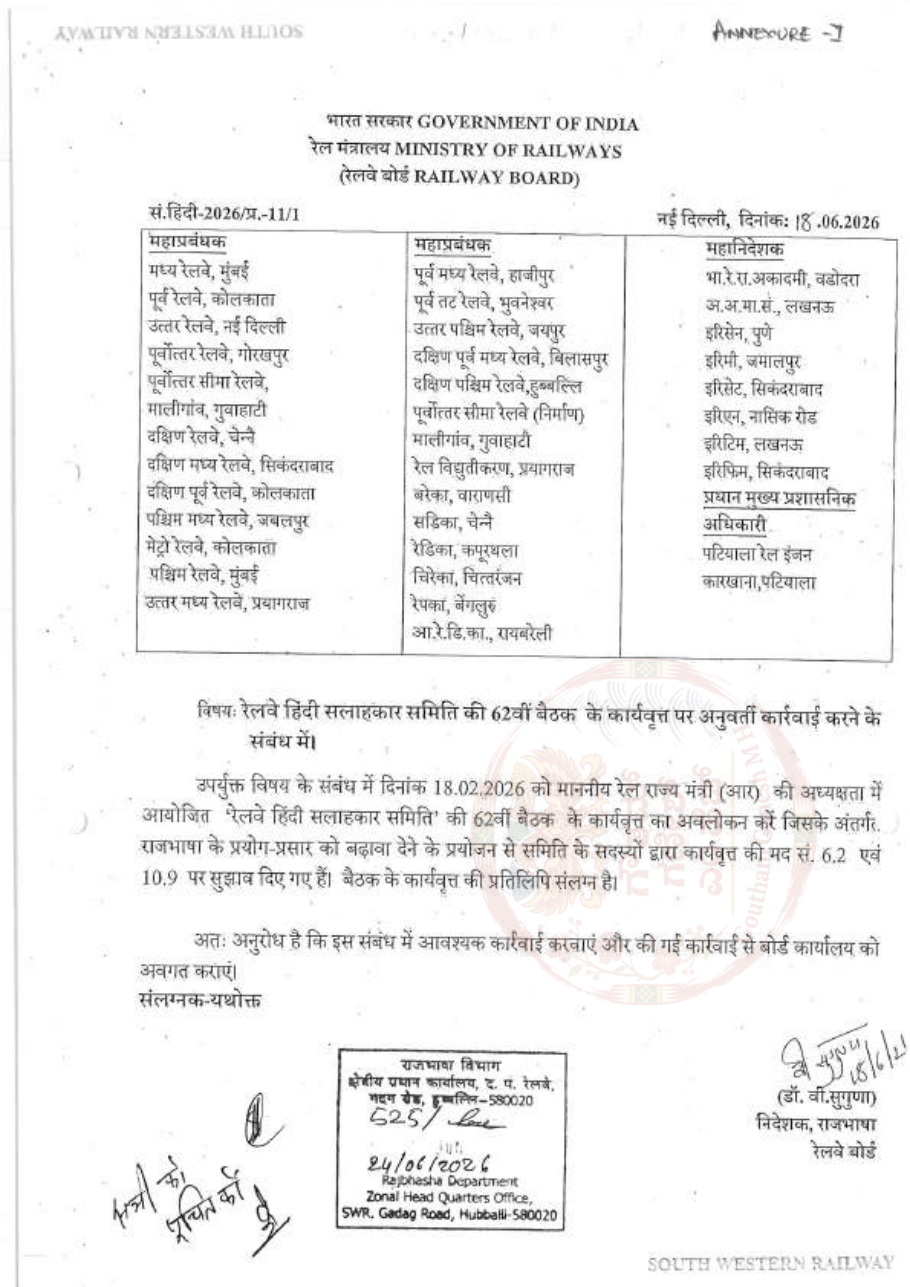 SOUTH WESTERN RAILWAY
ANNEXURE -I
भारत सरकार GOVERNMENT OF INDIA
रेल मंत्रालय MINISTRY OF RAILWAYS
(रेलवे बोर्ड RAILWAY BOARD)
सं.हिंदी-2026/प्र.-11/1
नई दिल्ली, दिनांक: 18.06.2026
महाप्रबंधक
मध्य रेलवे, मुंबई
पूर्व रेलवे, कोलकाता
उत्तर रेलवे, नई दिल्ली
पूर्वोत्तर रेलवे, गोरखपुर
पूर्वोत्तर सीमा रेलवे,
मालीगांव, गुवाहाटी
दक्षिण रेलवे, चेन्नै
दक्षिण मध्य रेलवे, सिकंदराबाद
दक्षिण पूर्व रेलवे, कोलकाता
पश्चिम मध्य रेलवे, जबलपुर
मेट्रो रेलवे, कोलकाता
पश्चिम रेलवे, मुंबई
उत्तर मध्य रेलवे, प्रयागराज
महाप्रबंधक
पूर्व मध्य रेलवे, हाजीपुर
पूर्व तट रेलवे, भुवनेश्वर
उत्तर पश्चिम रेलवे, जयपुर
दक्षिण पूर्व मध्य रेलवे, बिलासपुर
दक्षिण पश्चिम रेलवे,हुब्बल्लि
पूर्वोत्तर सीमा रेलवे (निर्माण)
मालीगांव, गुवाहाटी
रेल विद्युतीकरण, प्रयागराज
बरेका, वाराणसी
सडिका, चेन्नै
रेडिका, कपूरथला
चिरेका, चित्तरंजन
रेपका, बेंगलुरु
आ.रे.डि.का., रायबरेली
महानिदेशक
भा.रे.रा.अकादमी, वडोदरा
अ.अ.मा.सं., लखनऊ
इरिसेन, पुणे
इरिमी, जमालपुर
इरिसेट, सिकंदराबाद
इरिएन, नासिक रोड
इरिटिम, लखनऊ
इरिफिम, सिकंदराबाद
प्रधान मुख्य प्रशासनिक
अधिकारी
पटियाला रेल इंजन
कारखाना,पटियाला
विषय: रेलवे हिंदी सलाहकार समिति की 62वीं बैठक के कार्यवृत्त पर अनुवर्ती कार्रवाई करने के
संबंध में।
उपर्युक्त विषय के संबंध में दिनांक 18.02.2026 को माननीय रेल राज्य मंत्री (आर) की अध्यक्षता में
आयोजित 'रेलवे हिंदी सलाहकार समिति' की 62वीं बैठक के कार्यवृत्त का अवलोकन करें जिसके अंतर्गत
राजभाषा के प्रयोग-प्रसार को बढ़ावा देने के प्रयोजन से समिति के सदस्यों द्वारा कार्यवृत्त की मद सं. 6.2 एवं
10.9 पर सुझाव दिए गए हैं। बैठक के कार्यवृत्त की प्रतिलिपि संलग्न है।
अतः अनुरोध है कि इस संबंध में आवश्यक कार्रवाई करवाएं और की गई कार्रवाई से बोर्ड कार्यालय को
अवगत कराएं।
संलग्नक-यथोक्त
राजभाषा विभाग
क्षेत्रीय प्रधान कार्यालय, द. प. रेलवे,
गदग रोड, हुब्बल्लि-580020
525/
24/06/2026
Rajbhasha Department
Zonal Head Quarters Office,
SWR. Gadag Road, Hubballi-580020
(डॉ. वी.सुगुणा)
निदेशक, राजभाषा
रेलवे बोर्ड
SOUTH WESTERN RAILWAY